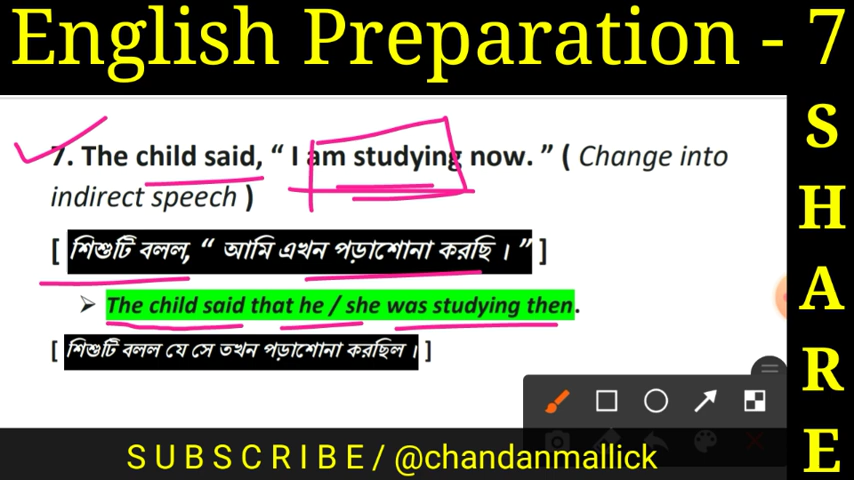 English Preparation - 7
7. The child said, “ I am studying now. ” ( Change into
indirect speech )
[ শিশুটি বলল, “ আমি এখন পড়াশোনা করছি । ” ]
➢ The child said that he / she was studying then.
[ শিশুটি বলল যে সে তখন পড়াশোনা করছিল । ]
S
H
A
R
E
SUBSCRIBE/ @chandanmallick